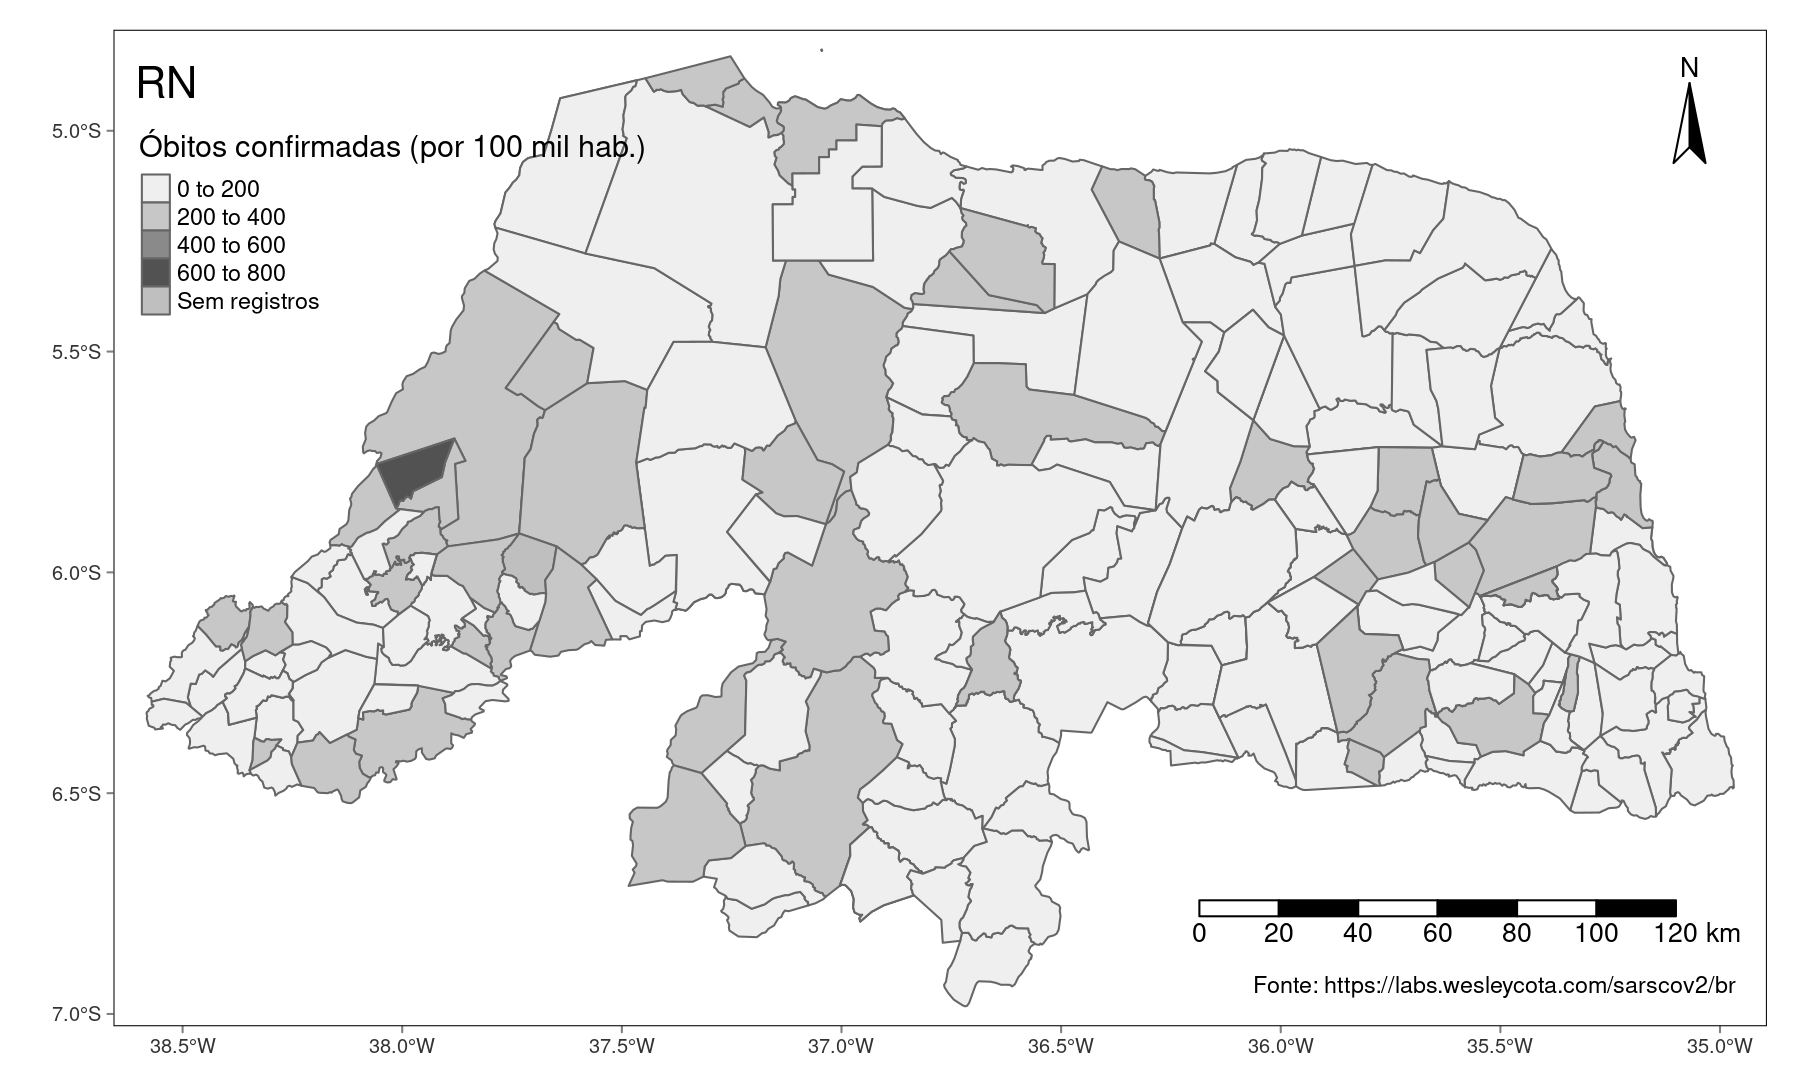 RN
N
Óbitos confirmadas (por 100 mil hab.)
0 to 200
200 to 400
400 to 600
600 to 800
Sem registros
5.0°S
5.5°S
6.0°S
6.5°S
7.0°S
0 20 40 60 80 100 120 km
Fonte: https://labs.wesleycota.com/sarscov2/br
38.5°W 38.0°W 37.5°W 37.0°W 36.5°W 36.0°W 35.5°W 35.0°W